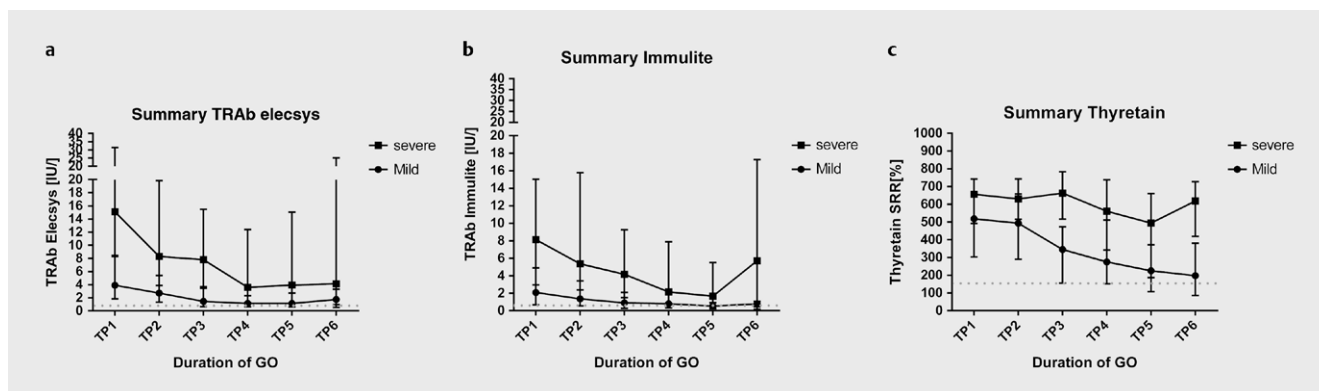 a
Summary TRAb elecsys
TRAb Elecsys [IU/]
40
35
30
25
20
20
18
16
14
12
10
8
6
4
2
0
TP1 TP2 TP3 TP4 TP5 TP6
Duration of GO
severe
Mild
b
Summary Immulite
TRAb Immulite [IU/]
40
35
30
25
20
20
18
16
14
12
10
8
6
4
2
0
TP1 TP2 TP3 TP4 TP5 TP6
Duration of GO
severe
Mild
c
Summary Thyretain
Thyretain SRR[%]
1000
900
800
700
600
500
400
300
200
100
0
TP1 TP2 TP3 TP4 TP5 TP6
Duration of GO
severe
Mild